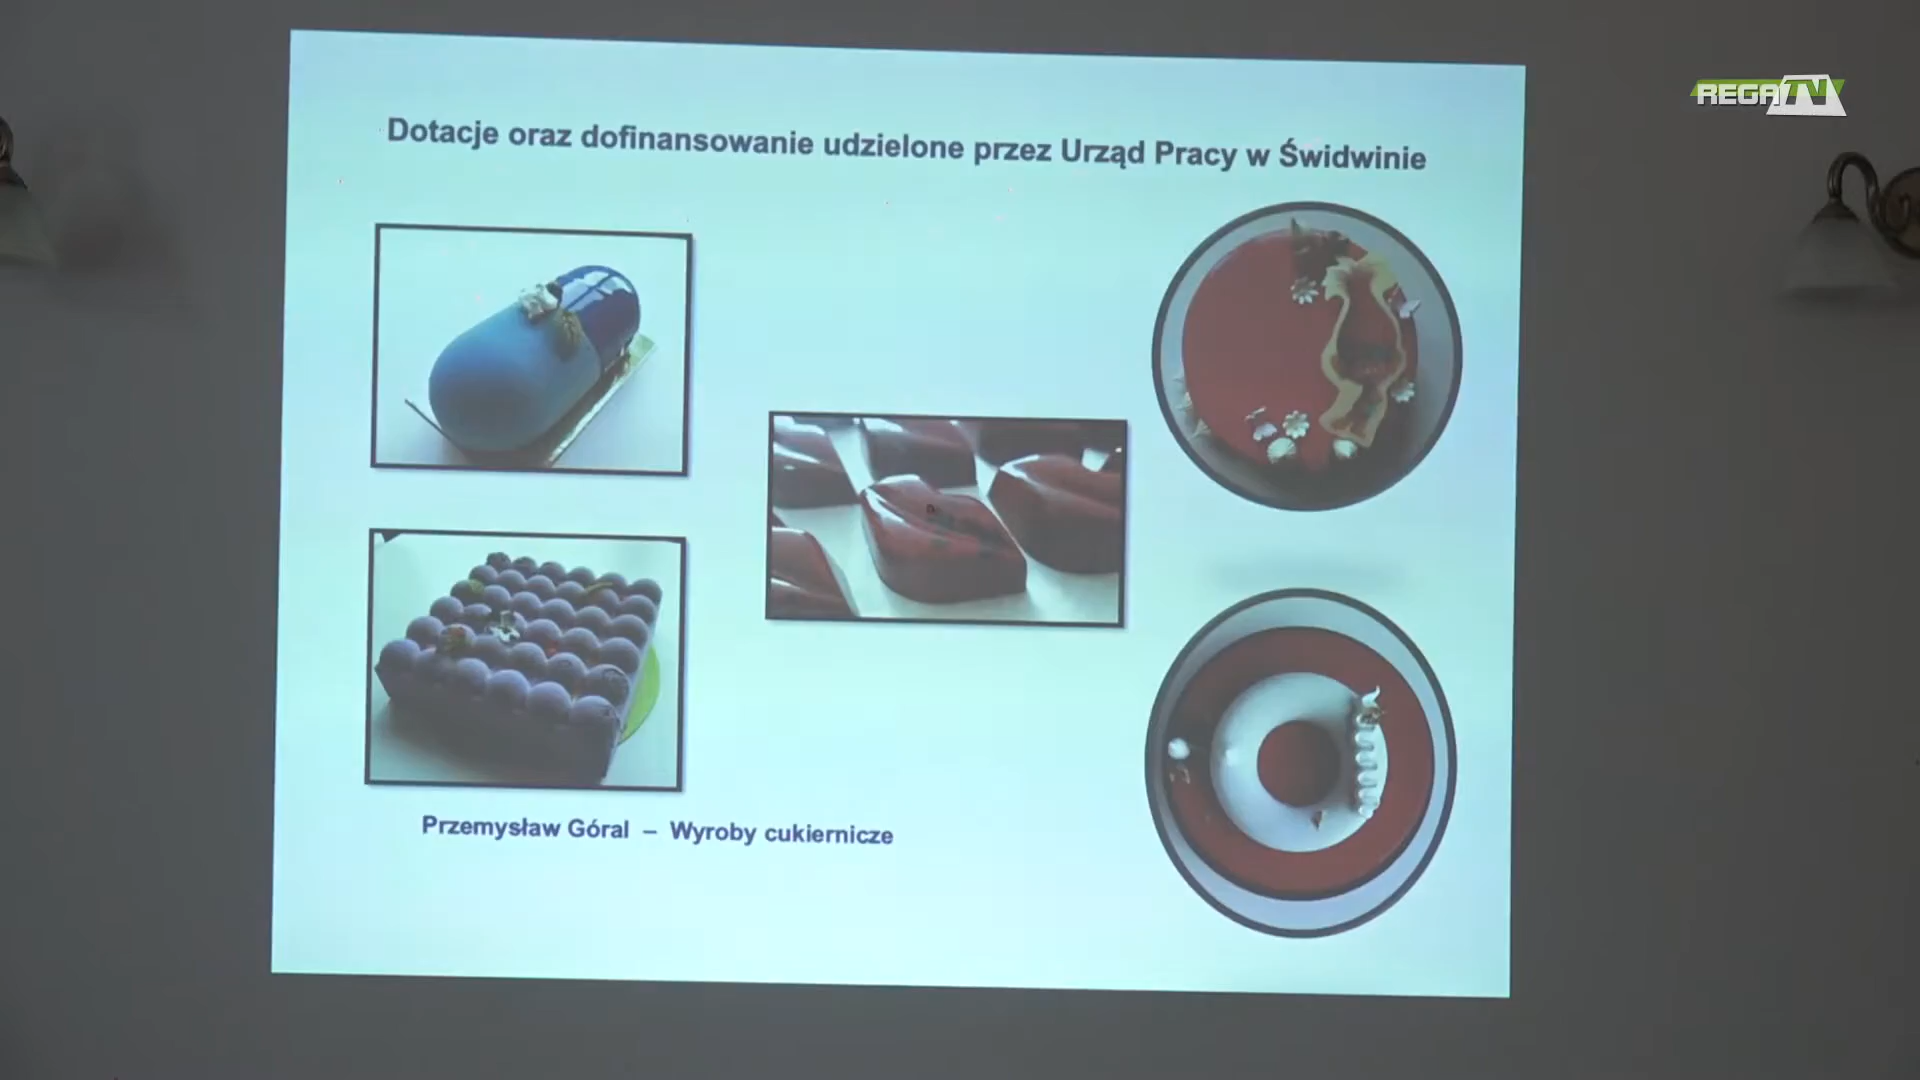 REGA TV
Dotacje oraz dofinansowanie udzielone przez Urząd Pracy w Świdwinie
Przemysław Góral – Wyroby cukiernicze